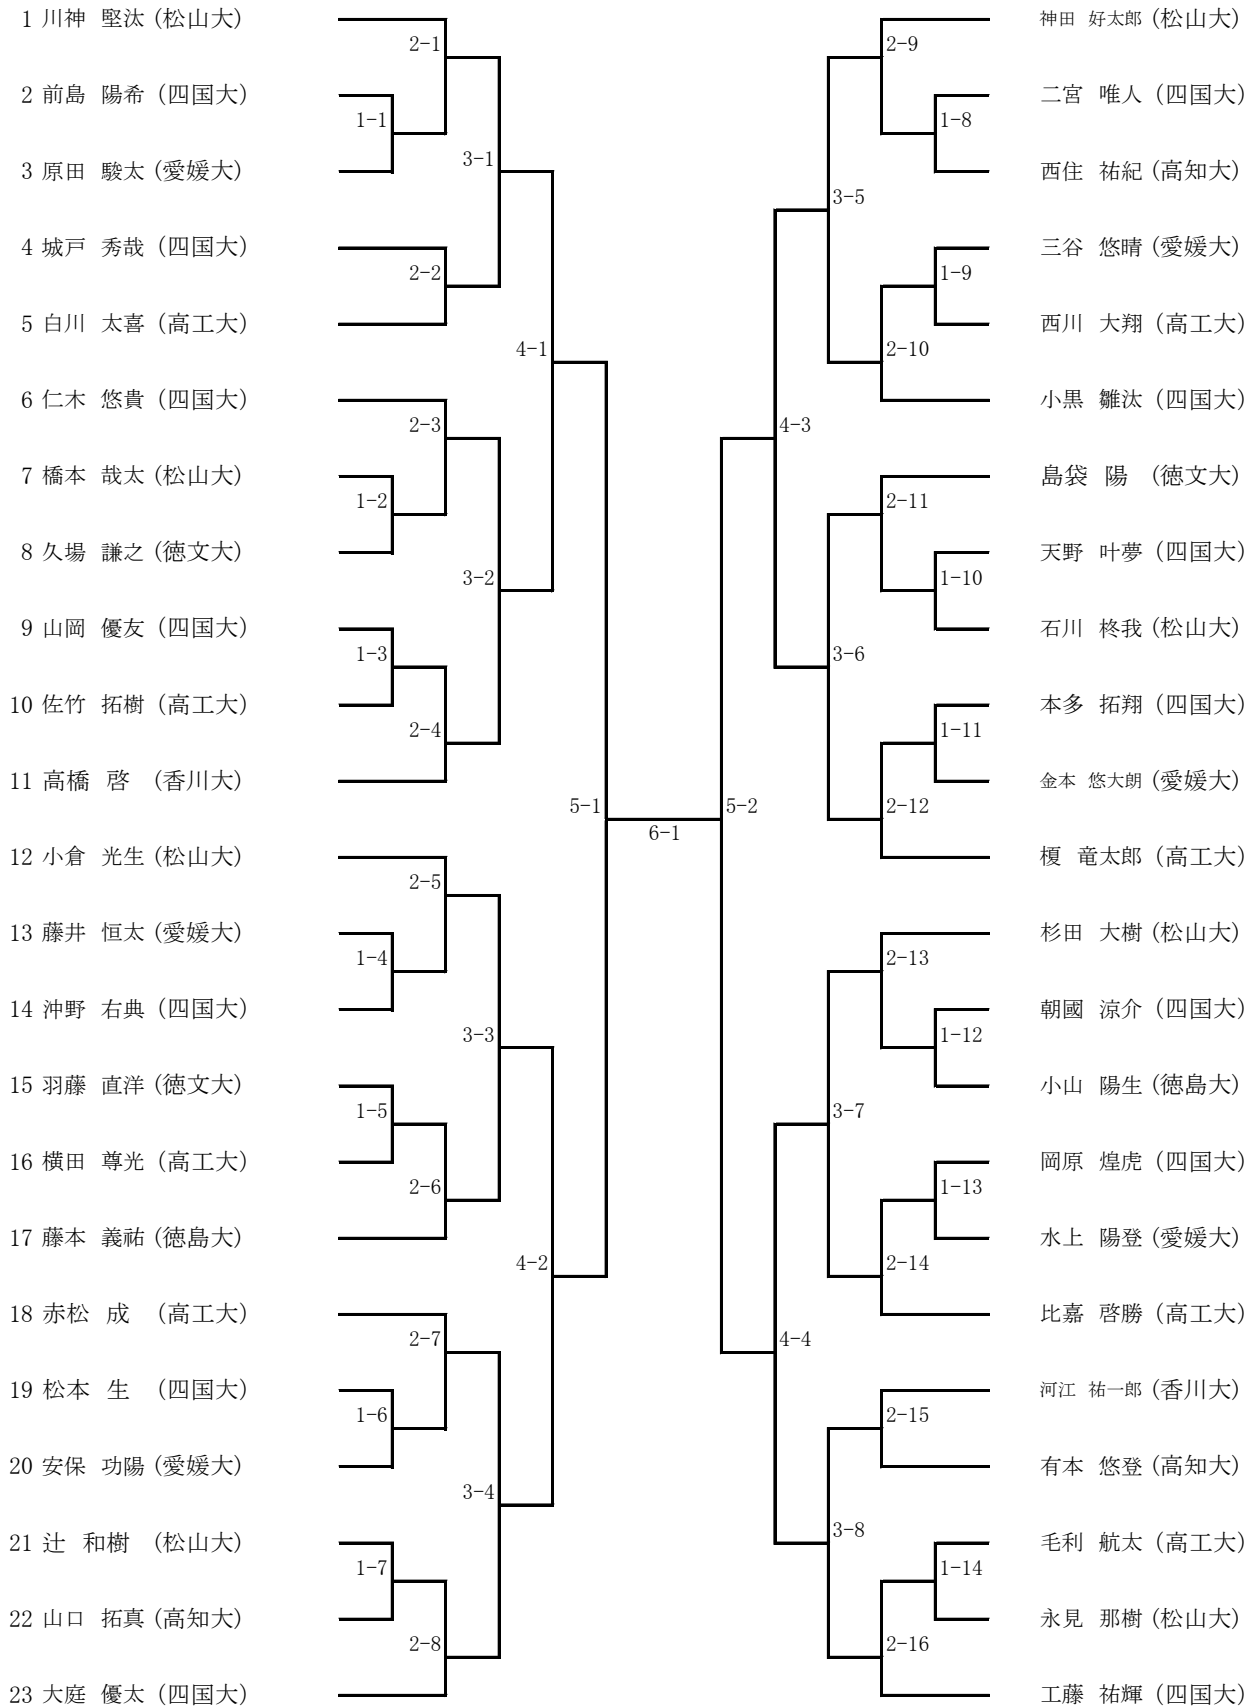 1 川神 堅汰 (松山大) 神田 好太郎 (松山大)
2-1 2-9
2 前島 陽希 (四国大) 二宮 唯人 (四国大)
1-1 1-8
3-1
3 原田 駿太 (愛媛大) 西住 祐紀 (高知大)
3-5
4 城戸 秀哉 (四国大) 三谷 悠晴 (愛媛大)
2-2 1-9
5 白川 太喜 (高工大) 西川 大翔 (高工大)
4-1 2-10
6 仁木 悠貴 (四国大) 小黒 雛汰 (四国大)
2-3 4-3
7 橋本 哉太 (松山大) 島袋 陽 (徳文大)
1-2 2-11
8 久場 謙之 (徳文大) 天野 叶夢 (四国大)
3-2 1-10
9 山岡 優友 (四国大) 石川 柊我 (松山大)
1-3 3-6
10 佐竹 拓樹 (高工大) 本多 拓翔 (四国大)
2-4 1-11
11 高橋 啓 (香川大) 金本 悠大朗 (愛媛大)
5-1 5-2 2-12
6-1
12 小倉 光生 (松山大) 榎 竜太郎 (高工大)
2-5
13 藤井 恒太 (愛媛大) 杉田 大樹 (松山大)
1-4 2-13
14 沖野 右典 (四国大) 朝國 涼介 (四国大)
3-3 1-12
15 羽藤 直洋 (徳文大) 小山 陽生 (徳島大)
1-5 3-7
16 横田 尊光 (高工大) 岡原 煌虎 (四国大)
2-6 1-13
17 藤本 義祐 (徳島大) 水上 陽登 (愛媛大)
4-2 2-14
18 赤松 成 (高工大) 比嘉 啓勝 (高工大)
2-7 4-4
19 松本 生 (四国大) 河江 祐一郎 (香川大)
1-6 2-15
20 安保 功陽 (愛媛大) 有本 悠登 (高知大)
3-4
3-8
21 辻 和樹 (松山大) 毛利 航太 (高工大)
1-7 1-14
22 山口 拓真 (高知大) 永見 那樹 (松山大)
2-8 2-16
23 大庭 優太 (四国大) 工藤 祐輝 (四国大)